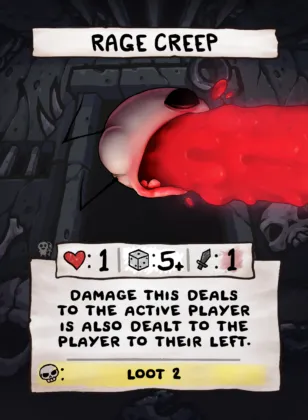 RAGE CREEP
: 1 : 5+ : 1
DAMAGE THIS DEALS
TO THE ACTIVE PLAYER
IS ALSO DEALT TO THE
PLAYER TO THEIR LEFT.
: LOOT 2